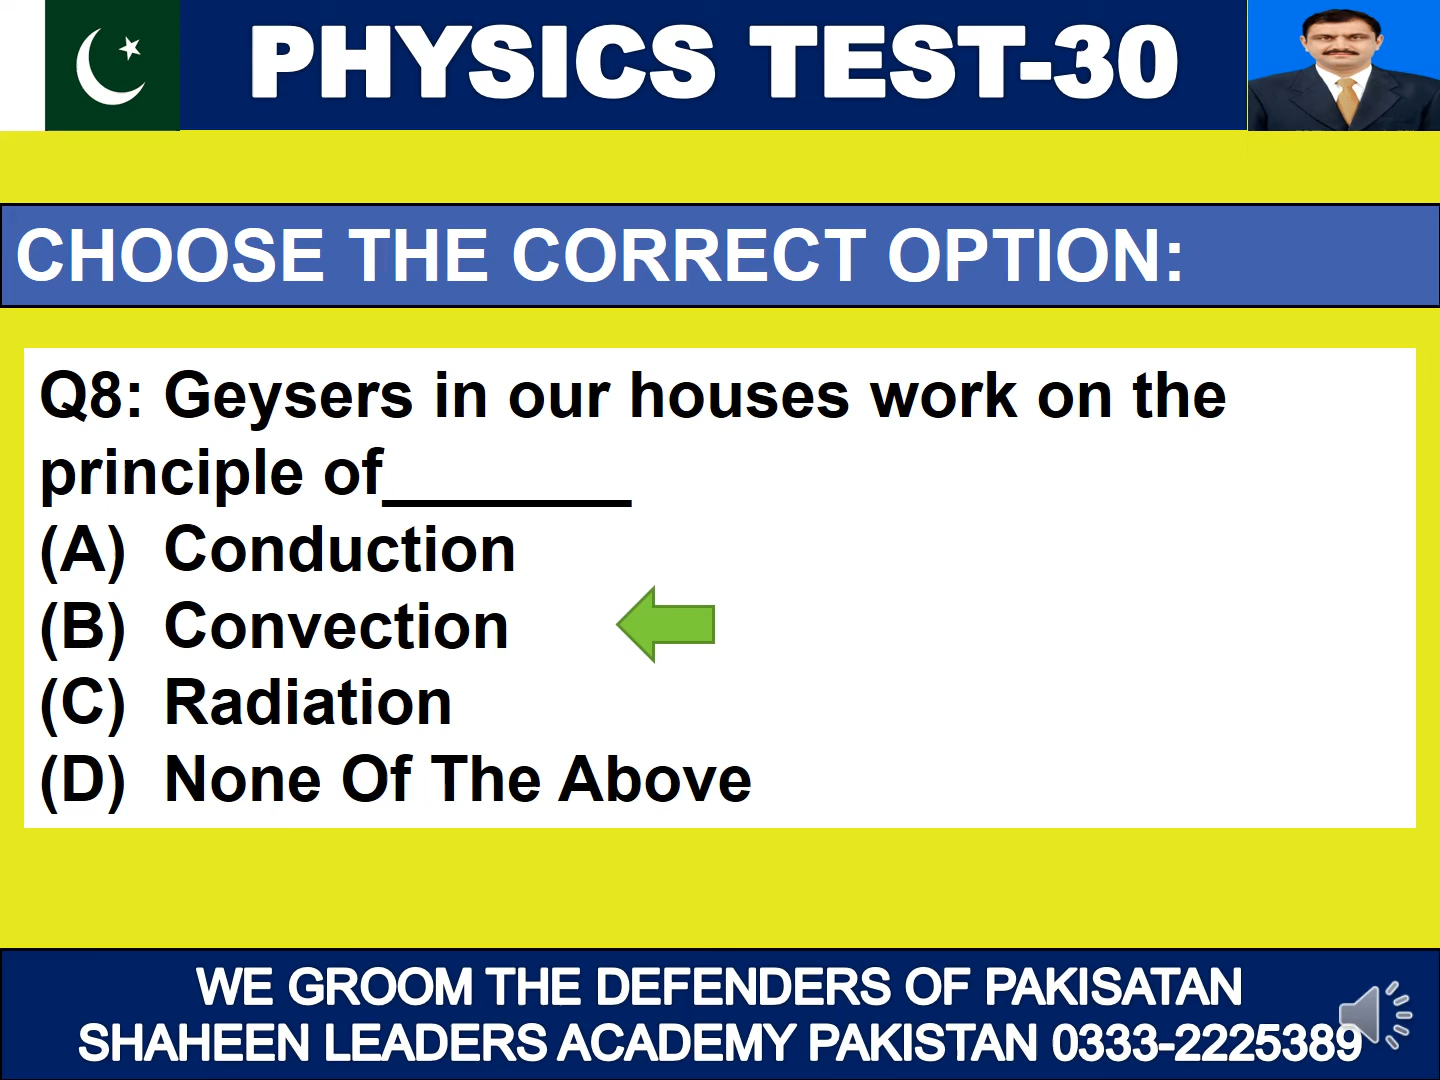 PHYSICS TEST-30
CHOOSE THE CORRECT OPTION:
Q8: Geysers in our houses work on the
principle of_______
(A) Conduction
(B) Convection
(C) Radiation
(D) None Of The Above
WE GROOM THE DEFENDERS OF PAKISATAN
SHAHEEN LEADERS ACADEMY PAKISTAN 0333-2225389